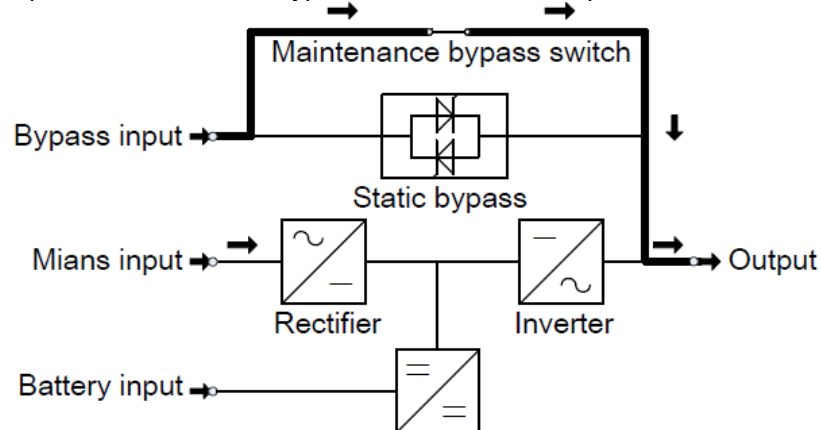 Maintenance bypass switch
Bypass input
Static bypass
Mians input
Output
Rectifier
Inverter
Battery input